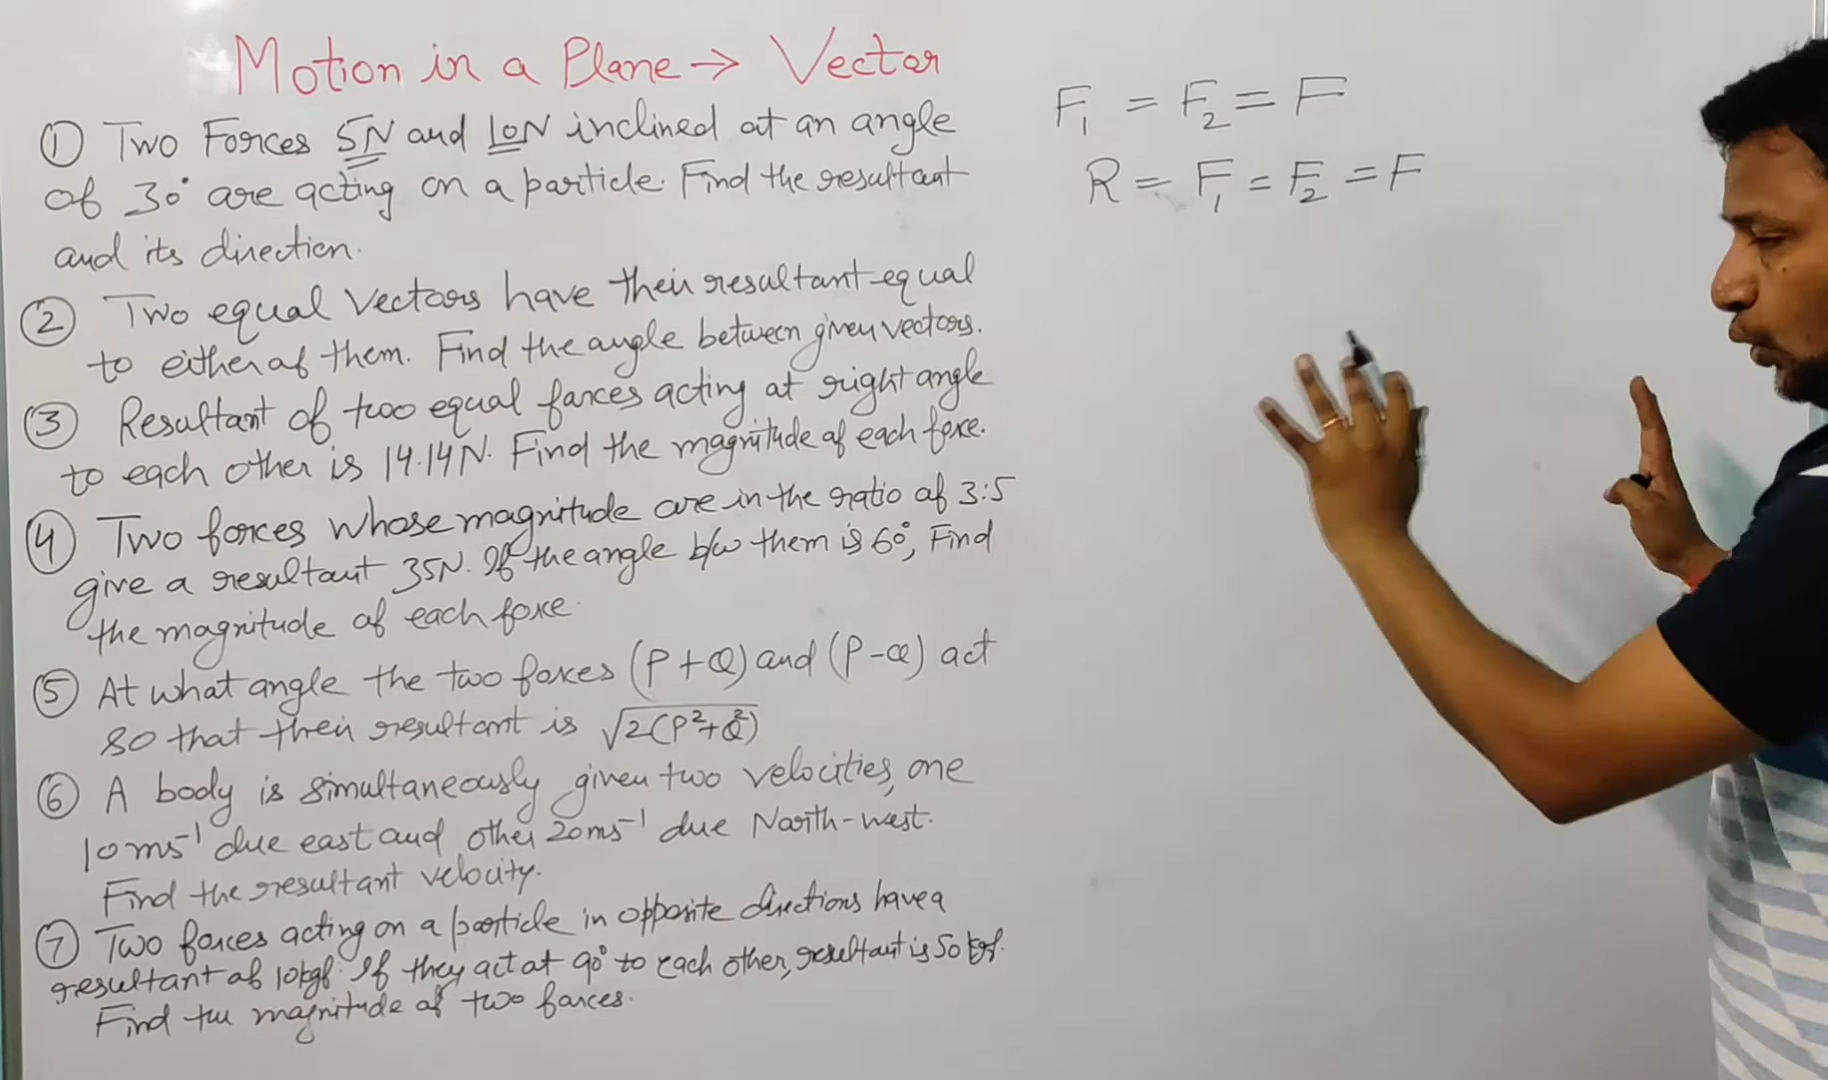 Motion in a Plane → Vector
① Two Forces 5N and 10N inclined at an angle
of 30° are acting on a particle. Find the resultant
and its direction.
② Two equal Vectors have their resultant equal
to either of them. Find the angle between given vectors.
③ Resultant of two equal forces acting at right angle
to each other is 14.14N. Find the magnitude of each force.
④ Two forces whose magnitude are in the ratio of 3:5
give a resultant 35N. If the angle b/w them is 60°, Find
the magnitude of each force.
⑤ At what angle the two forces (P+Q) and (P-Q) act
so that their resultant is √2(P²+Q²)
⑥ A body is simultaneously given two velocities, one
10 ms⁻¹ due east and other 20 ms⁻¹ due North-west.
Find the resultant velocity.
⑦ Two forces acting on a particle in opposite directions have a
resultant of 10kgf. If they act at 90° to each other, resultant is 50 kgf.
Find the magnitude of two forces.
F₁ = F₂ = F
R = F₁ = F₂ = F